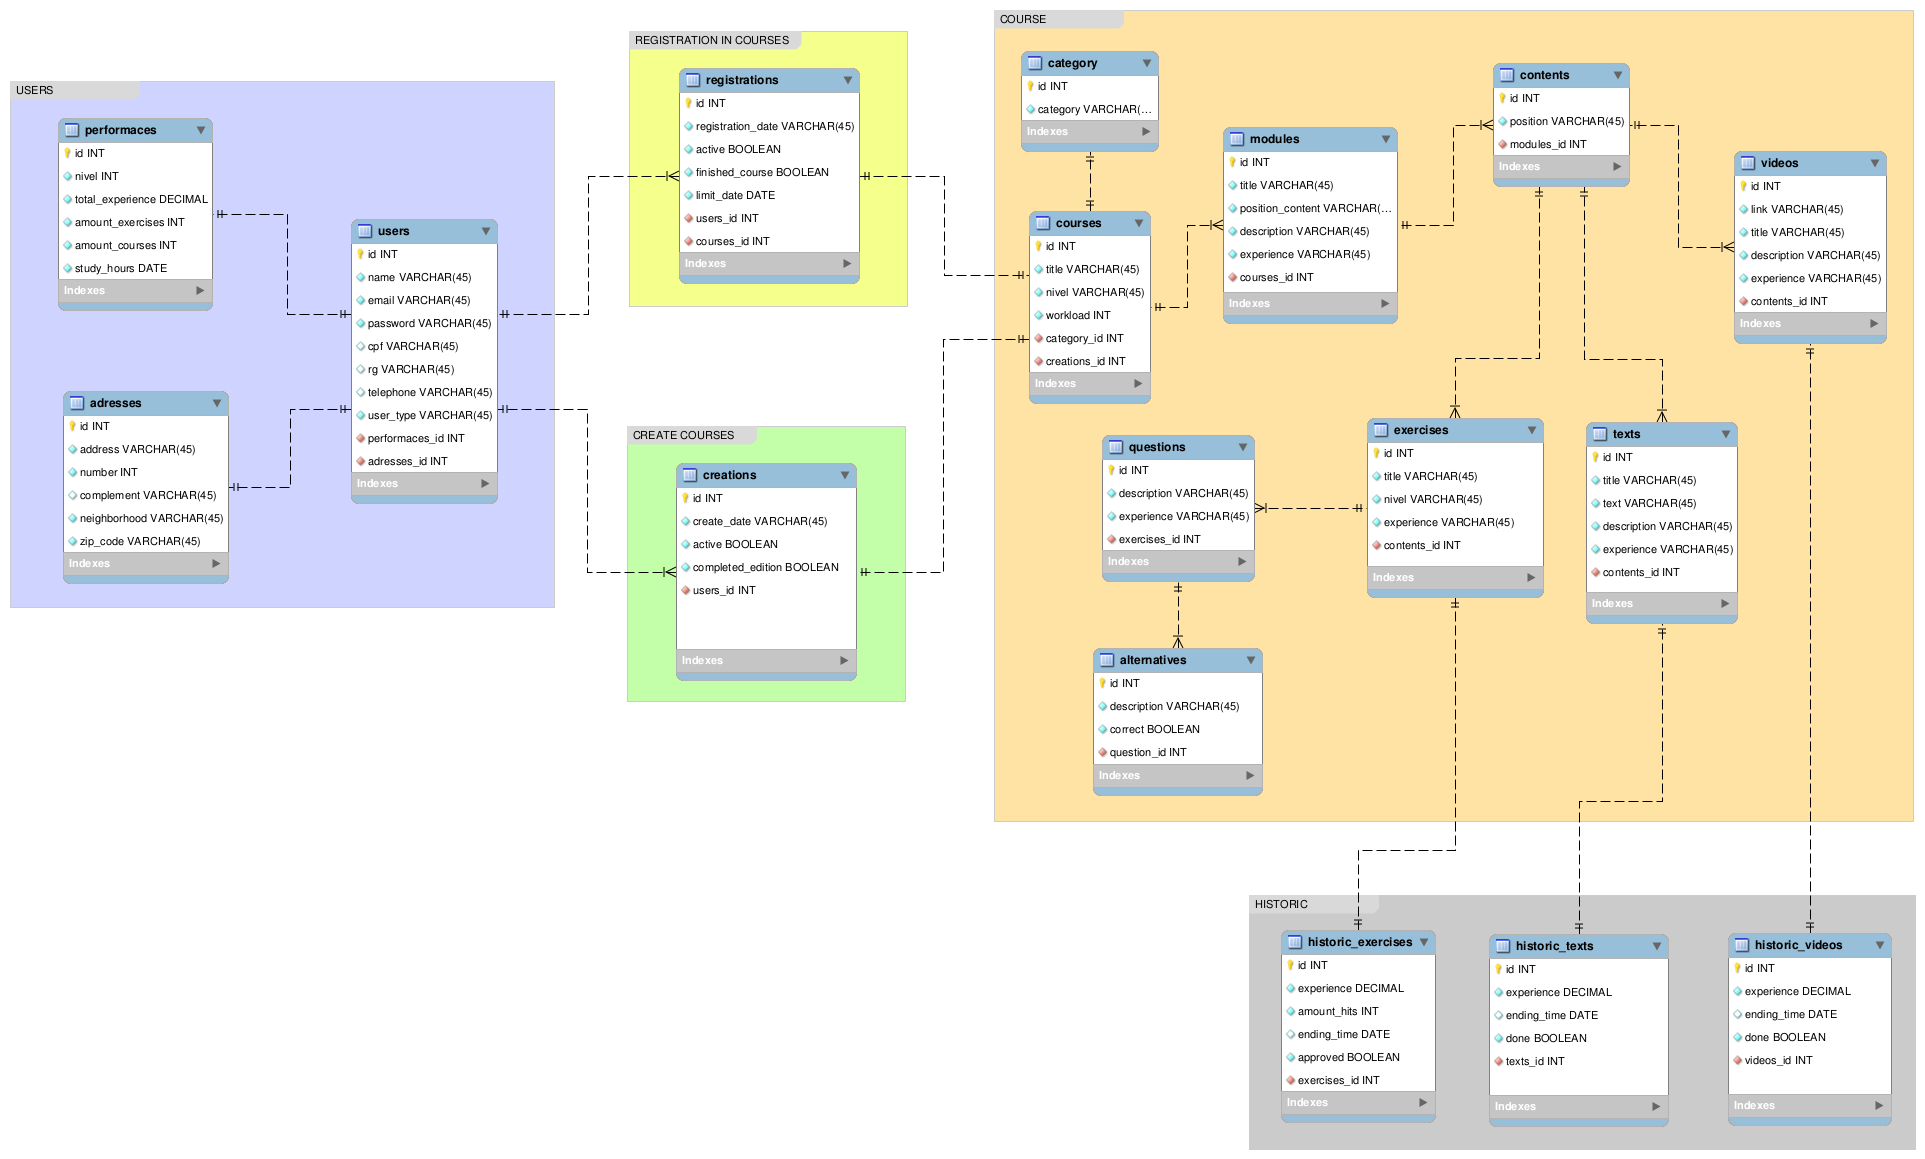 USERS
performaces
id INT
nivel INT
total_experience DECIMAL
amount_exercises INT
amount_courses INT
study_hours DATE
Indexes
adresses
id INT
address VARCHAR(45)
number INT
complement VARCHAR(45)
neighborhood VARCHAR(45)
zip_code VARCHAR(45)
Indexes
users
id INT
name VARCHAR(45)
email VARCHAR(45)
password VARCHAR(45)
cpf VARCHAR(45)
rg VARCHAR(45)
telephone VARCHAR(45)
user_type VARCHAR(45)
performaces_id INT
adresses_id INT
Indexes
REGISTRATION IN COURSES
registrations
id INT
registration_date VARCHAR(45)
active BOOLEAN
finished_course BOOLEAN
limit_date DATE
users_id INT
courses_id INT
Indexes
CREATE COURSES
creations
id INT
create_date VARCHAR(45)
active BOOLEAN
completed_edition BOOLEAN
users_id INT
Indexes
COURSE
category
id INT
category VARCHAR(...
Indexes
courses
id INT
title VARCHAR(45)
nivel VARCHAR(45)
workload INT
category_id INT
creations_id INT
Indexes
modules
id INT
title VARCHAR(45)
position_content VARCHAR(...
description VARCHAR(45)
experience VARCHAR(45)
courses_id INT
Indexes
contents
id INT
position VARCHAR(45)
modules_id INT
Indexes
videos
id INT
link VARCHAR(45)
title VARCHAR(45)
description VARCHAR(45)
experience VARCHAR(45)
contents_id INT
Indexes
questions
id INT
description VARCHAR(45)
experience VARCHAR(45)
exercises_id INT
Indexes
exercises
id INT
title VARCHAR(45)
nivel VARCHAR(45)
experience VARCHAR(45)
contents_id INT
Indexes
texts
id INT
title VARCHAR(45)
text VARCHAR(45)
description VARCHAR(45)
experience VARCHAR(45)
contents_id INT
Indexes
alternatives
id INT
description VARCHAR(45)
correct BOOLEAN
question_id INT
Indexes
HISTORIC
historic_exercises
id INT
experience DECIMAL
amount_hits INT
ending_time DATE
approved BOOLEAN
exercises_id INT
Indexes
historic_texts
id INT
experience DECIMAL
ending_time DATE
done BOOLEAN
texts_id INT
Indexes
historic_videos
id INT
experience DECIMAL
ending_time DATE
done BOOLEAN
videos_id INT
Indexes